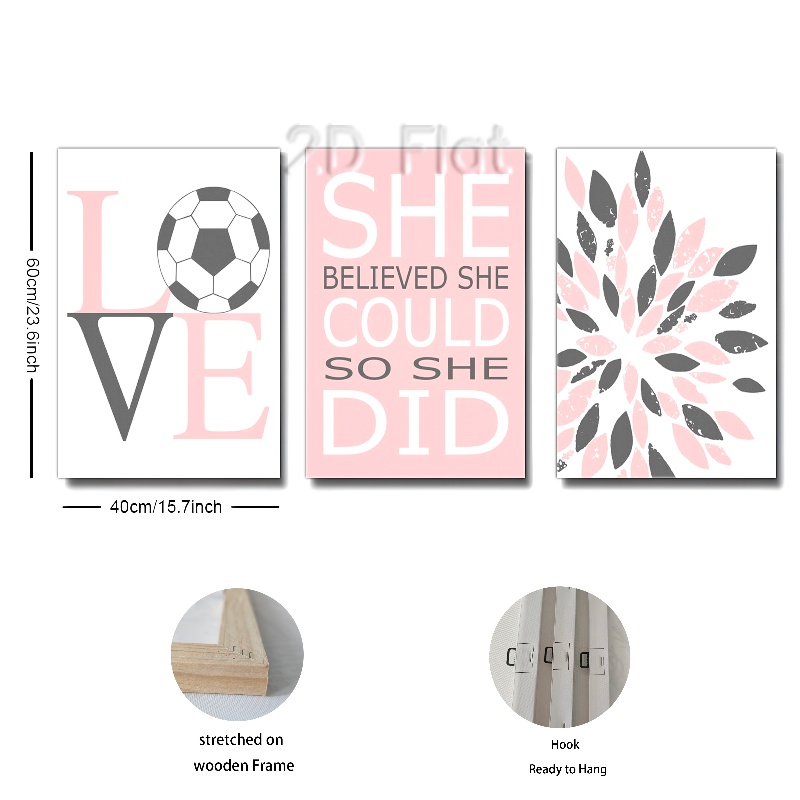 2D Flat
L
VE
SHE
BELIEVED SHE
COULD
SO SHE
DID
60cm/23.6inch
40cm/15.7inch
stretched on
wooden Frame
Hook
Ready to Hang